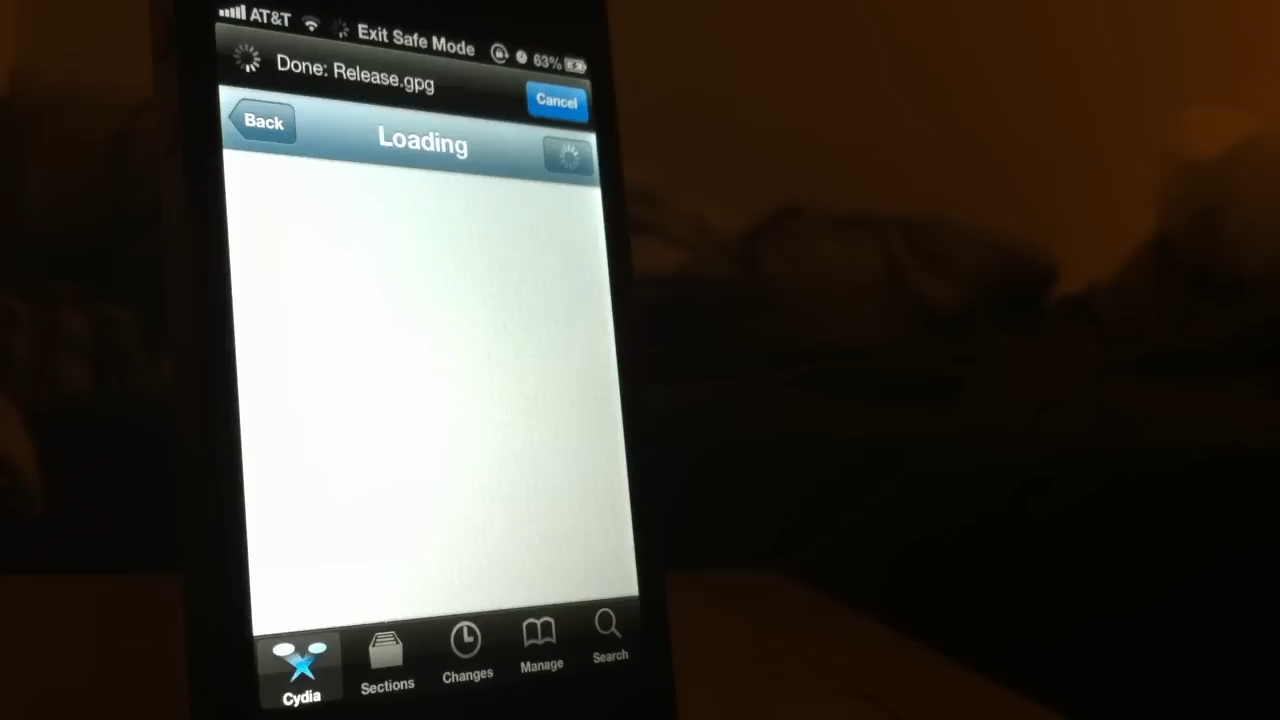 AT&T Exit Safe Mode 63%
Done: Release.gpg
Cancel
Back
Loading
Cydia
Sections
Changes
Manage
Search